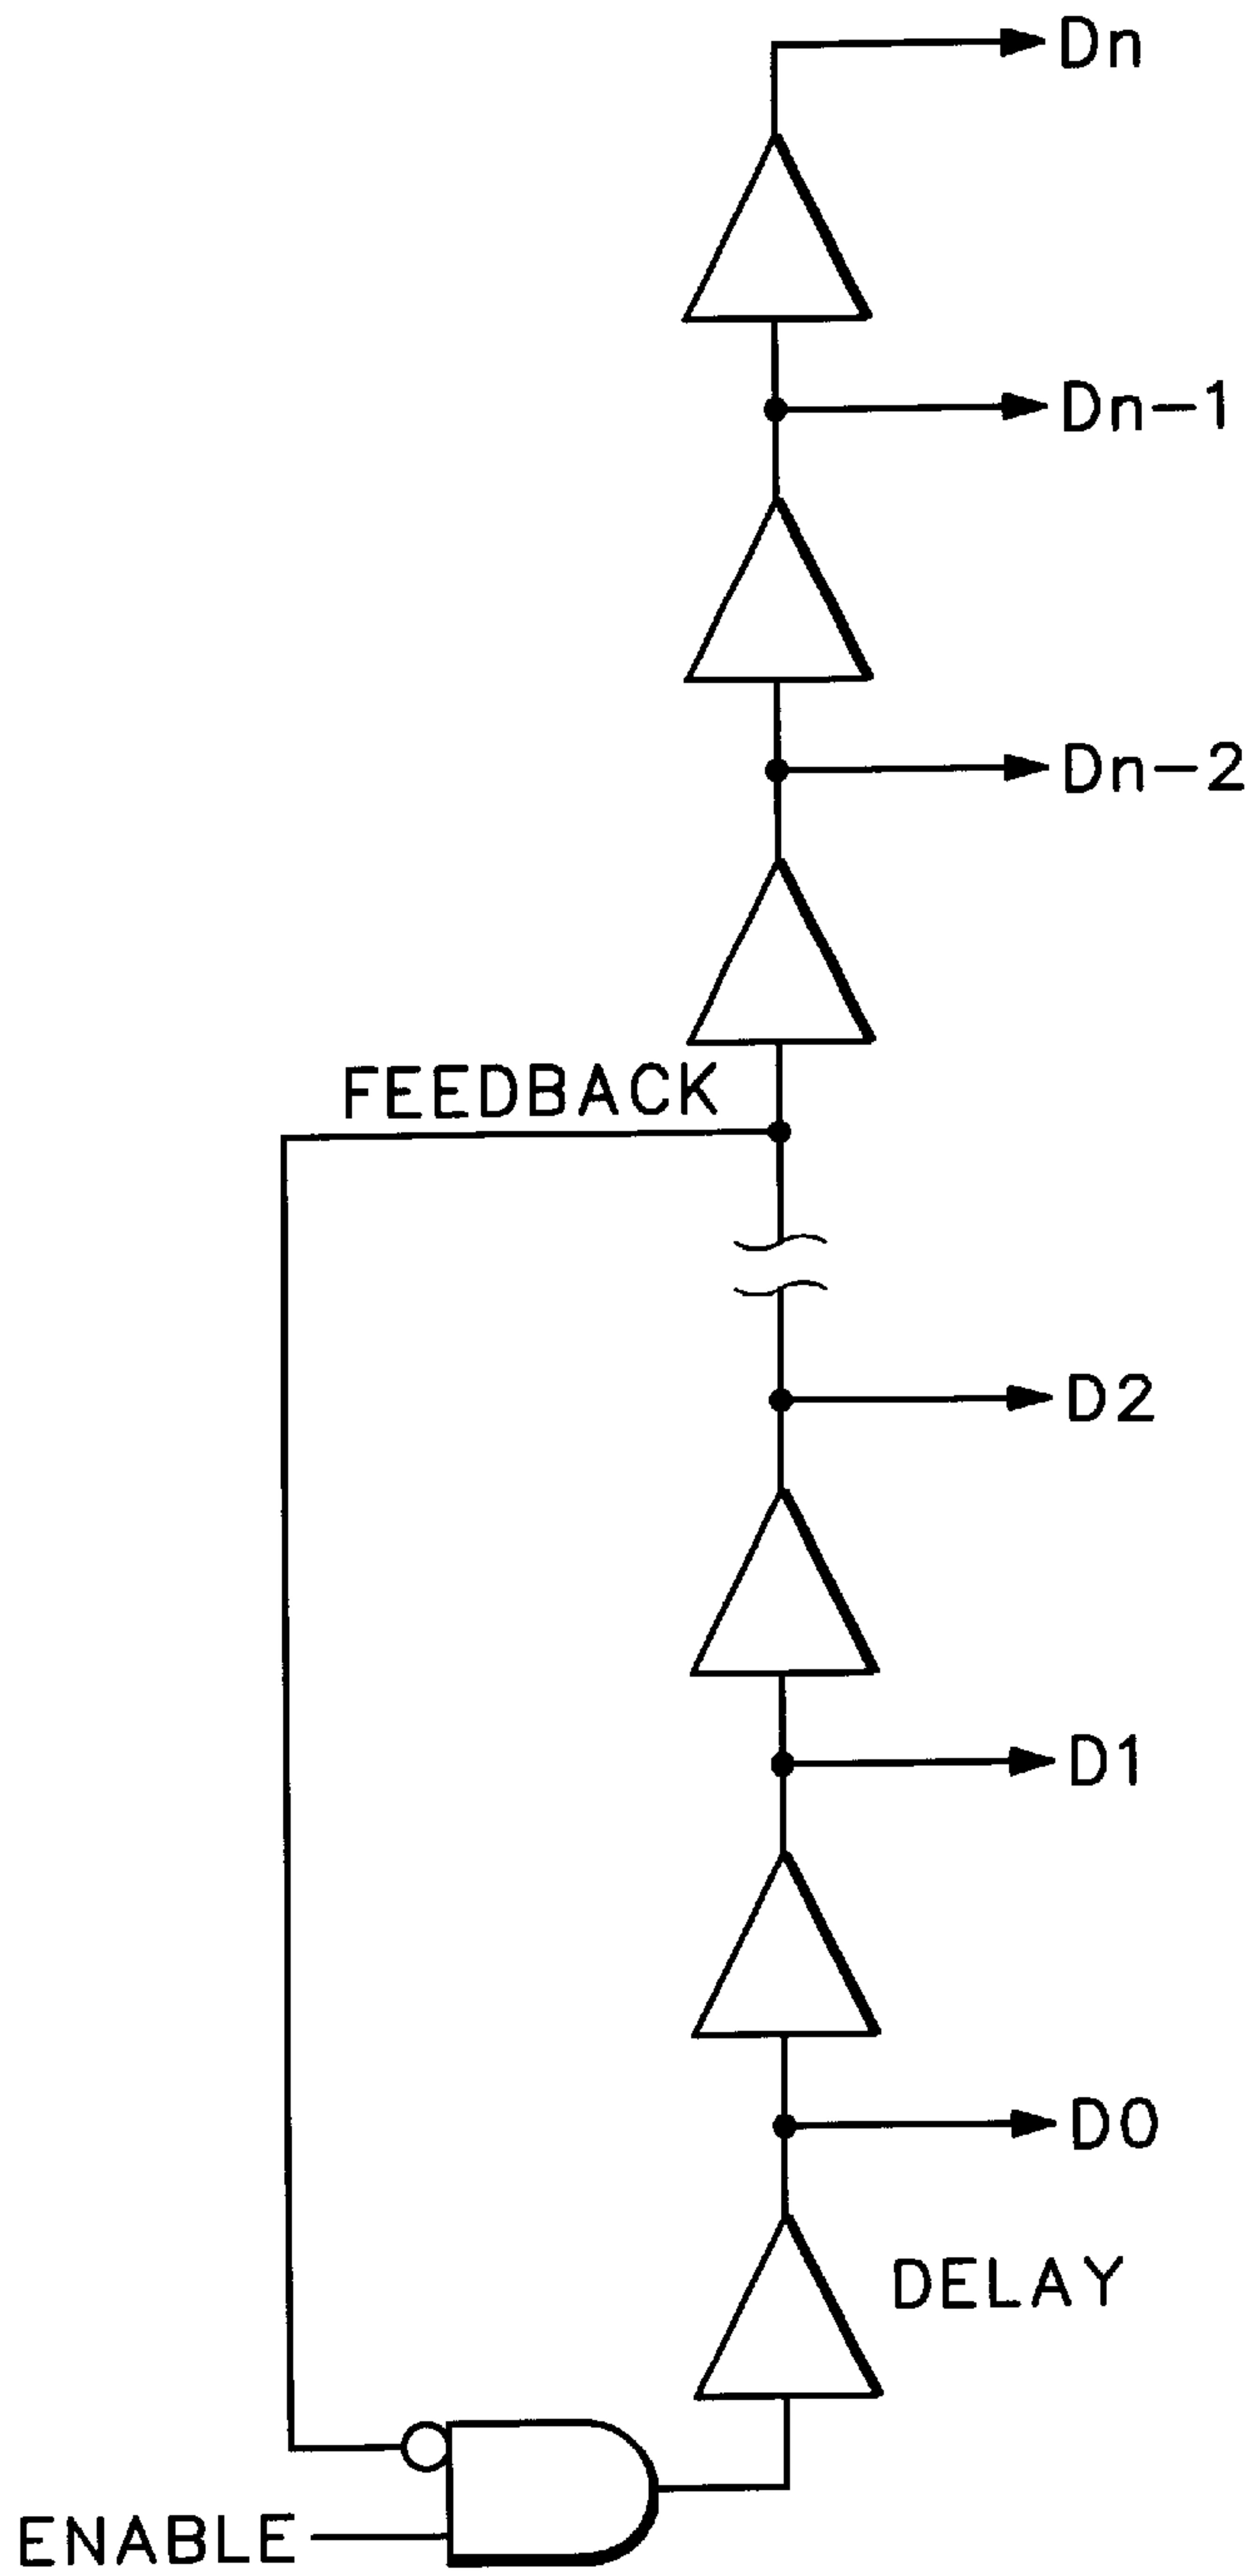 Dn
Dn-1
Dn-2
FEEDBACK
D2
D1
D0
DELAY
ENABLE